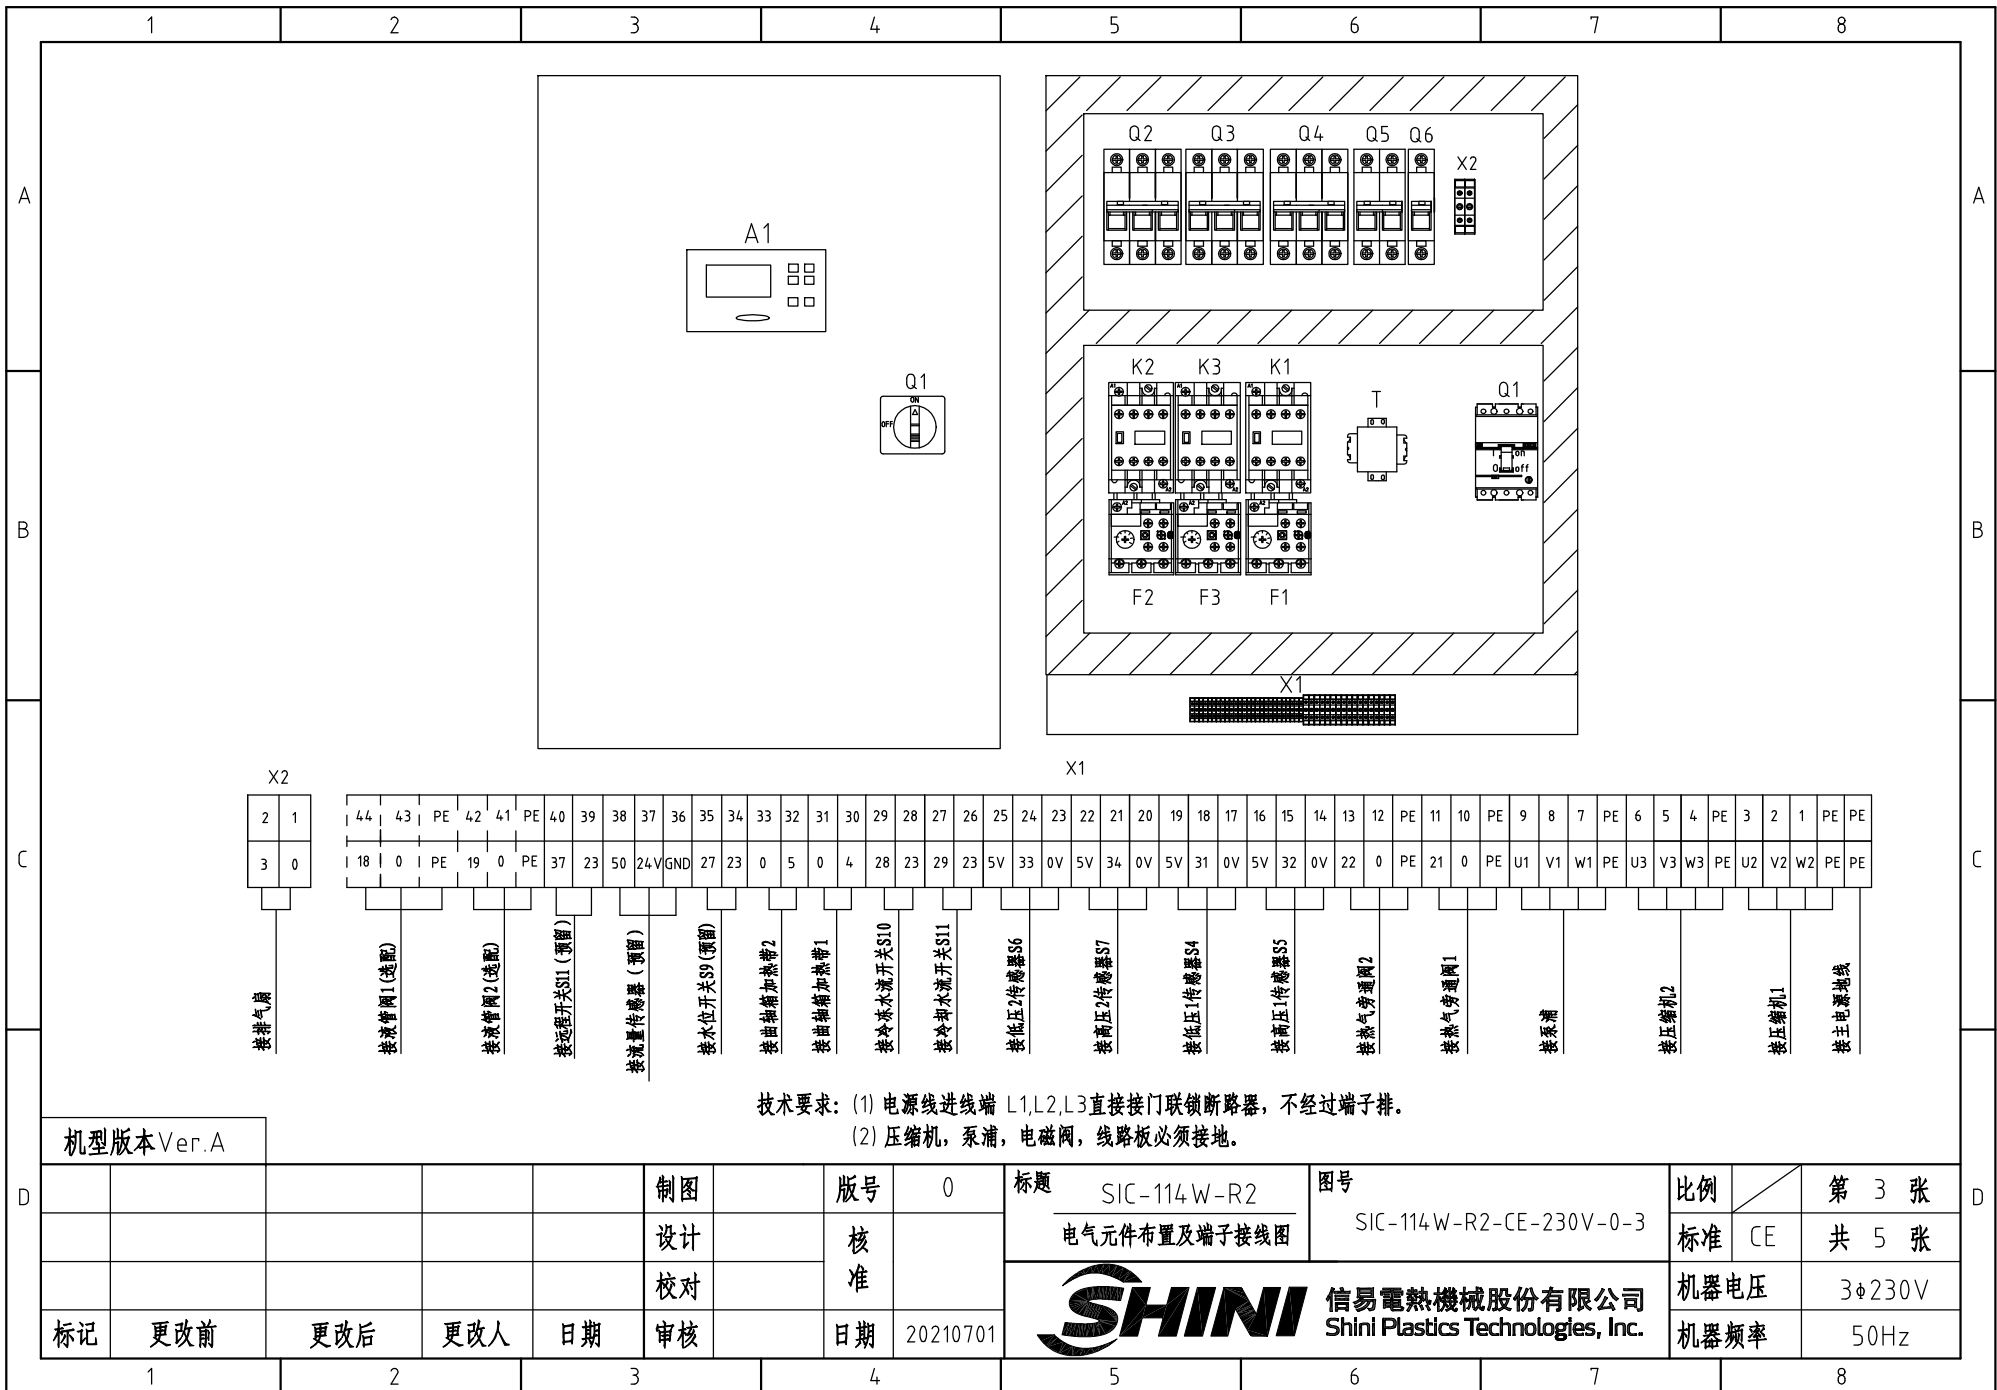 1 2 3 4 5 6 7 8
A A
B B
C C
D D
A1
Q1
ON
OFF
Q2 Q3 Q4 Q5 Q6
X2
K2 K3 K1
T
Q1
on
off
F2 F3 F1
X1
X2
2 1
3 0
X1
44 43 PE 42 41 PE 40 39 38 37 36 35 34 33 32 31 30 29 28 27 26 25 24 23 22 21 20 19 18 17 16 15 14 13 12 PE 11 10 PE 9 8 7 PE 6 5 4 PE 3 2 1 PE PE
18 0 PE 19 0 PE 37 23 50 24V GND 27 23 0 5 0 4 28 23 29 23 5V 33 0V 5V 34 0V 5V 31 0V 5V 32 0V 22 0 PE 21 0 PE U1 V1 W1 PE U3 V3 W3 PE U2 V2 W2 PE PE
接排气扇
接液管阀1(选配)
接液管阀2(选配)
接远程开关S11（预留）
接流量传感器（预留）
接水位开关S9(预留)
接曲轴箱加热带2
接曲轴箱加热带1
接冷冻水流开关S10
接冷却水流开关S11
接低压2传感器S6
接高压2传感器S7
接低压1传感器S4
接高压1传感器S5
接热气旁通阀2
接热气旁通阀1
接泵浦
接压缩机2
接压缩机1
接主电源地线
技术要求：(1) 电源线进线端 L1,L2,L3直接接门联锁断路器，不经过端子排。
(2) 压缩机，泵浦，电磁阀，线路板必须接地。
机型版本Ver.A
制图 版号 0
设计 核准
校对
标记 更改前 更改后 更改人 日期 审核 日期 20210701
标题 SIC-114W-R2
电气元件布置及端子接线图
图号
SIC-114W-R2-CE-230V-0-3
比例 第 3 张
标准 CE 共 5 张
机器电压 3ϕ230V
机器频率 50Hz
SHINI
信易電熱機械股份有限公司
Shini Plastics Technologies, Inc.
1 2 3 4 5 6 7 8